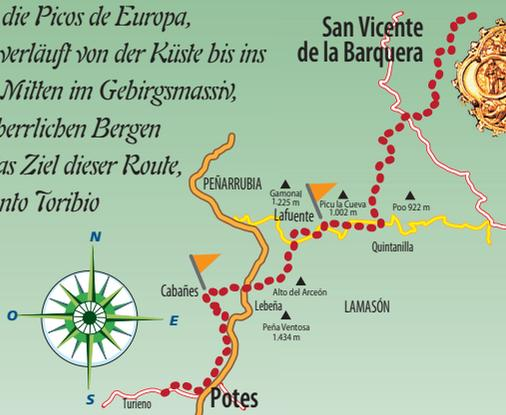 die Picos de Europa,
verläuft von der Küste bis ins
Mitten im Gebirgsmassiv,
herrlichen Bergen
as Ziel dieser Route,
nto Toribio
San Vicente
de la Barquera
PEÑARRUBIA
Gamonal
1.225 m
Lafuente
Picu la Cueva
1.002 m
Poo 922 m
Quintanilla
N
O
E
S
Cabañes
Alto del Arceón
Lebeña
LAMASÓN
Peña Ventosa
1.434 m
Turieno
Potes